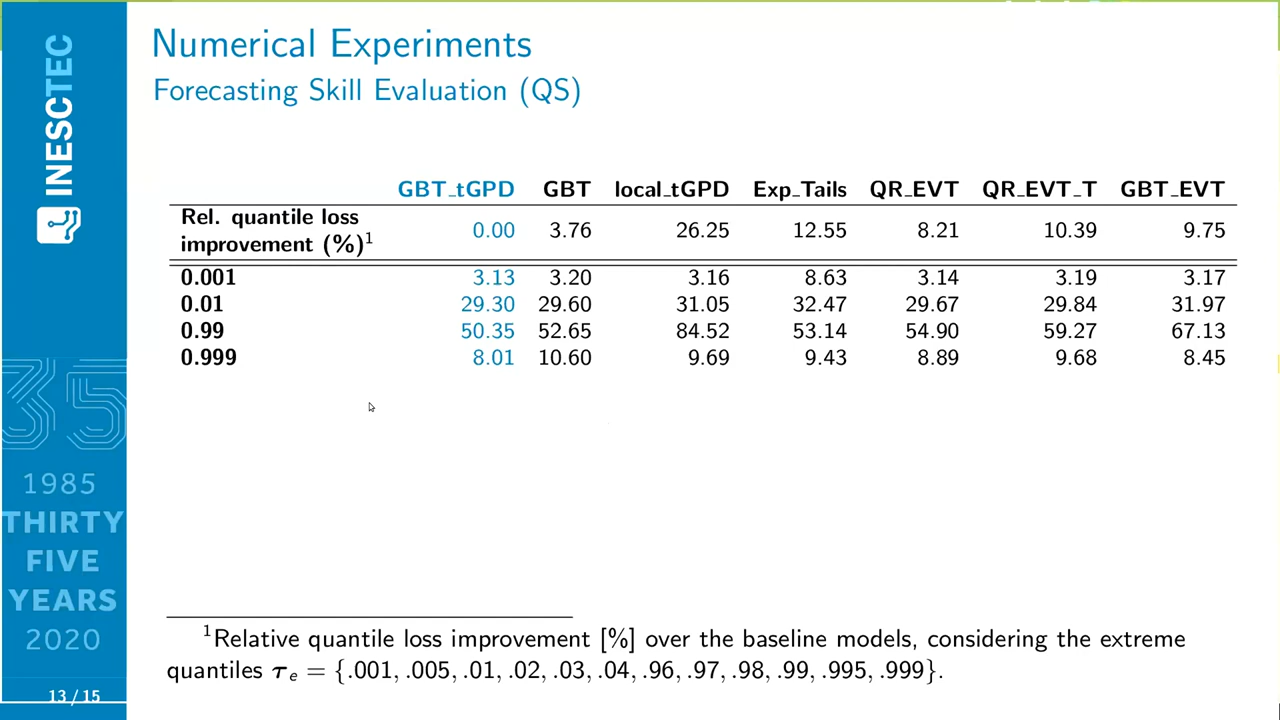 INESCTEC
Numerical Experiments
Forecasting Skill Evaluation (QS)
GBT_tGPD GBT local_tGPD Exp_Tails QR_EVT QR_EVT_T GBT_EVT
Rel. quantile loss
improvement (%)¹ 0.00 3.76 26.25 12.55 8.21 10.39 9.75
0.001 3.13 3.20 3.16 8.63 3.14 3.19 3.17
0.01 29.30 29.60 31.05 32.47 29.67 29.84 31.97
0.99 50.35 52.65 84.52 53.14 54.90 59.27 67.13
0.999 8.01 10.60 9.69 9.43 8.89 9.68 8.45
35
1985
THIRTY
FIVE
YEARS
2020
¹Relative quantile loss improvement [%] over the baseline models, considering the extreme
quantiles τₑ = {.001, .005, .01, .02, .03, .04, .96, .97, .98, .99, .995, .999}.
13 / 15